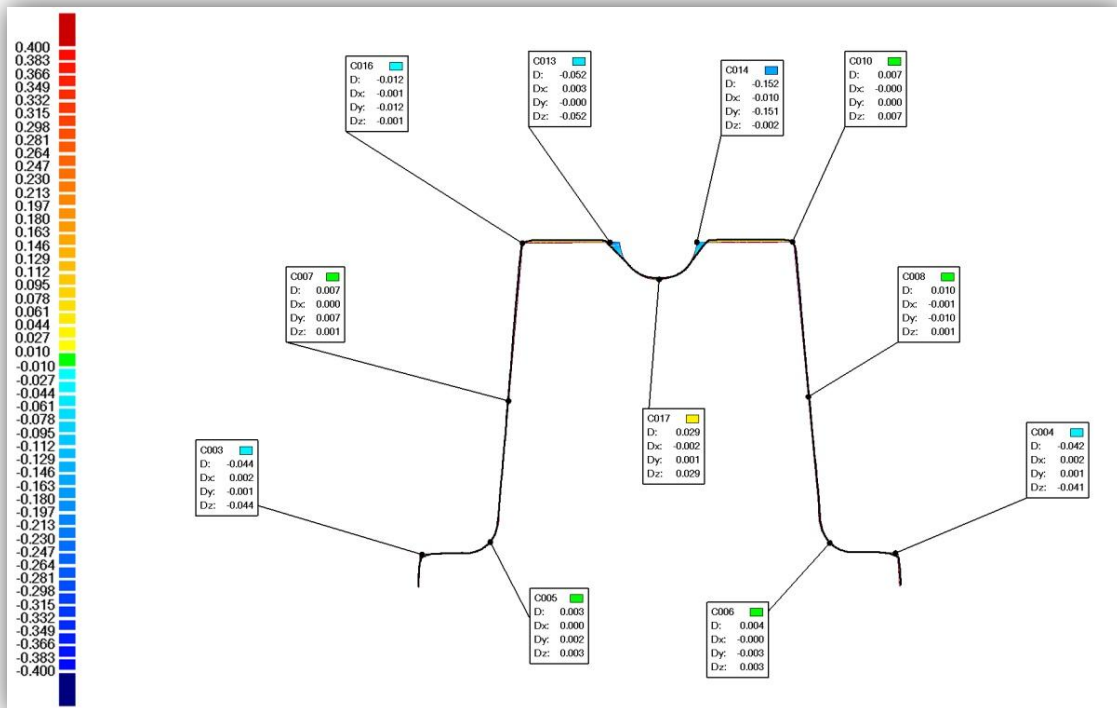 0.400
0.383
0.366
0.349
0.332
0.315
0.298
0.281
0.264
0.247
0.230
0.213
0.197
0.180
0.163
0.146
0.129
0.112
0.095
0.078
0.061
0.044
0.027
0.010
-0.010
-0.027
-0.044
-0.061
-0.078
-0.095
-0.112
-0.129
-0.146
-0.163
-0.180
-0.197
-0.213
-0.230
-0.247
-0.264
-0.281
-0.298
-0.315
-0.332
-0.349
-0.366
-0.383
-0.400
C016
D: -0.012
Dx: -0.001
Dy: -0.012
Dz: -0.001
C013
D: -0.052
Dx: 0.003
Dy: -0.000
Dz: -0.052
C014
D: -0.152
Dx: -0.010
Dy: -0.151
Dz: -0.002
C010
D: 0.007
Dx: -0.000
Dy: 0.000
Dz: 0.007
C007
D: 0.007
Dx: 0.000
Dy: 0.007
Dz: 0.001
C008
D: 0.010
Dx: -0.001
Dy: -0.010
Dz: 0.001
C017
D: 0.029
Dx: -0.002
Dy: 0.001
Dz: 0.029
C003
D: -0.044
Dx: 0.002
Dy: -0.001
Dz: -0.044
C004
D: -0.042
Dx: 0.002
Dy: 0.001
Dz: -0.041
C005
D: 0.003
Dx: 0.000
Dy: 0.002
Dz: 0.003
C006
D: 0.004
Dx: -0.000
Dy: -0.003
Dz: 0.003